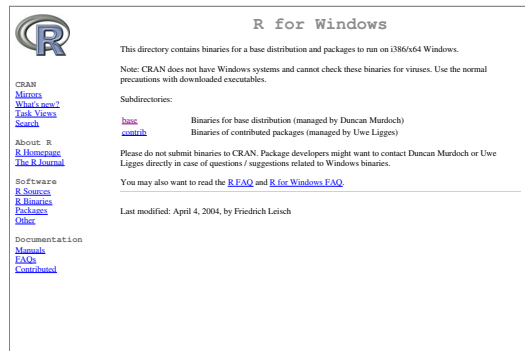 R
CRAN
Mirrors
What's new?
Task Views
Search
About R
R Homepage
The R Journal
Software
R Sources
R Binaries
Packages
Other
Documentation
Manuals
FAQs
Contributed
R for Windows
This directory contains binaries for a base distribution and packages to run on i386/x64 Windows.
Note: CRAN does not have Windows systems and cannot check these binaries for viruses. Use the normal
precautions with downloaded executables.
Subdirectories:
base Binaries for base distribution (managed by Duncan Murdoch)
contrib Binaries of contributed packages (managed by Uwe Ligges)
Please do not submit binaries to CRAN. Package developers might want to contact Duncan Murdoch or Uwe
Ligges directly in case of questions / suggestions related to Windows binaries.
You may also want to read the R FAQ and R for Windows FAQ.
Last modified: April 4, 2004, by Friedrich Leisch